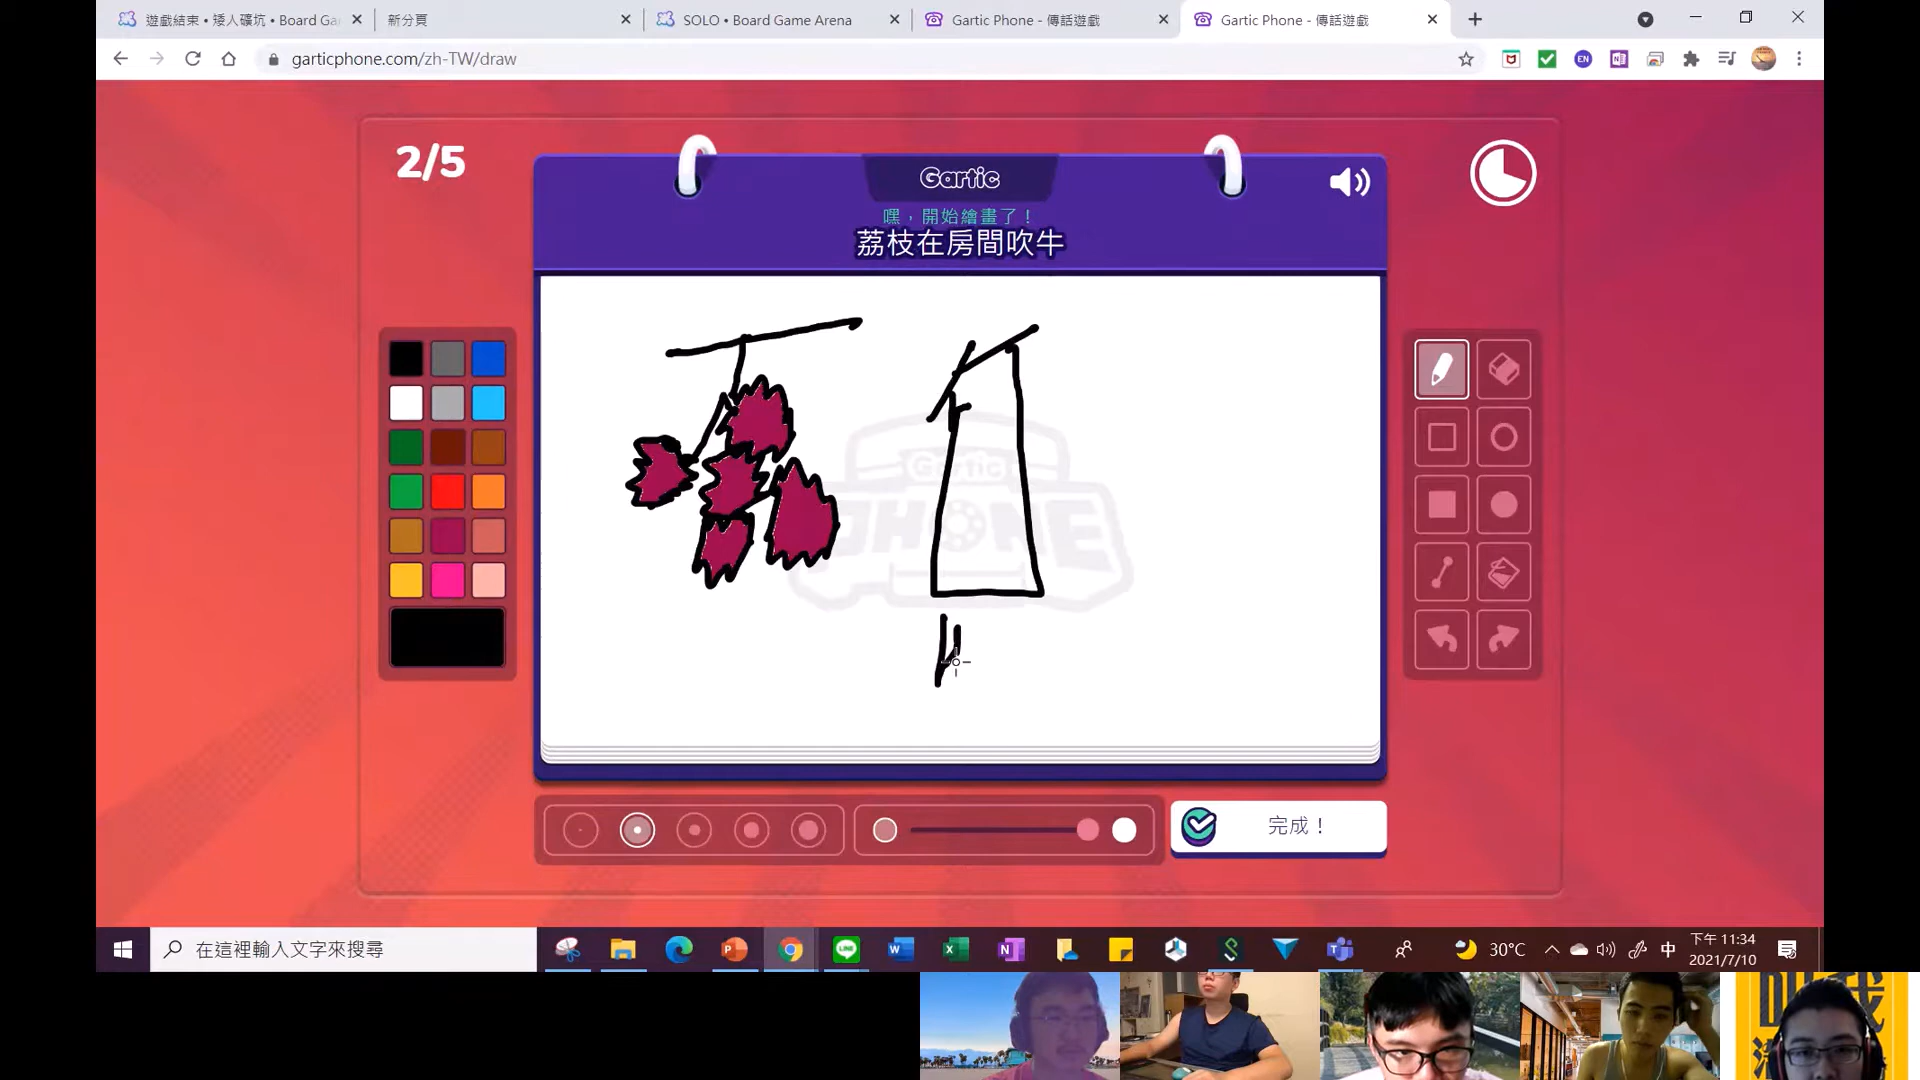 遊戲結束 • 矮人礦坑 • Board Ga
新分頁
SOLO • Board Game Arena
Gartic Phone - 傳話遊戲
Gartic Phone - 傳話遊戲
garticphone.com/zh-TW/draw
2/5
Gartic
嘿，開始繪畫了！
荔枝在房間吹牛
Gartic
PHONE
完成！
在這裡輸入文字來搜尋
30°C
中
下午 11:34
2021/7/10